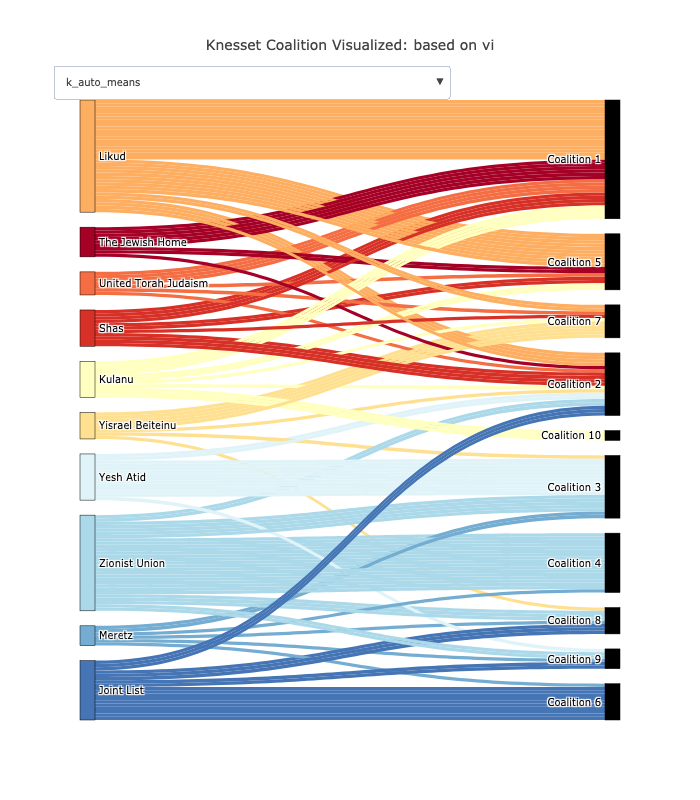 Knesset Coalition Visualized: based on vi
k_auto_means
Likud
The Jewish Home
United Torah Judaism
Shas
Kulanu
Yisrael Beiteinu
Yesh Atid
Zionist Union
Meretz
Joint List
Coalition 1
Coalition 5
Coalition 7
Coalition 2
Coalition 10
Coalition 3
Coalition 4
Coalition 8
Coalition 9
Coalition 6